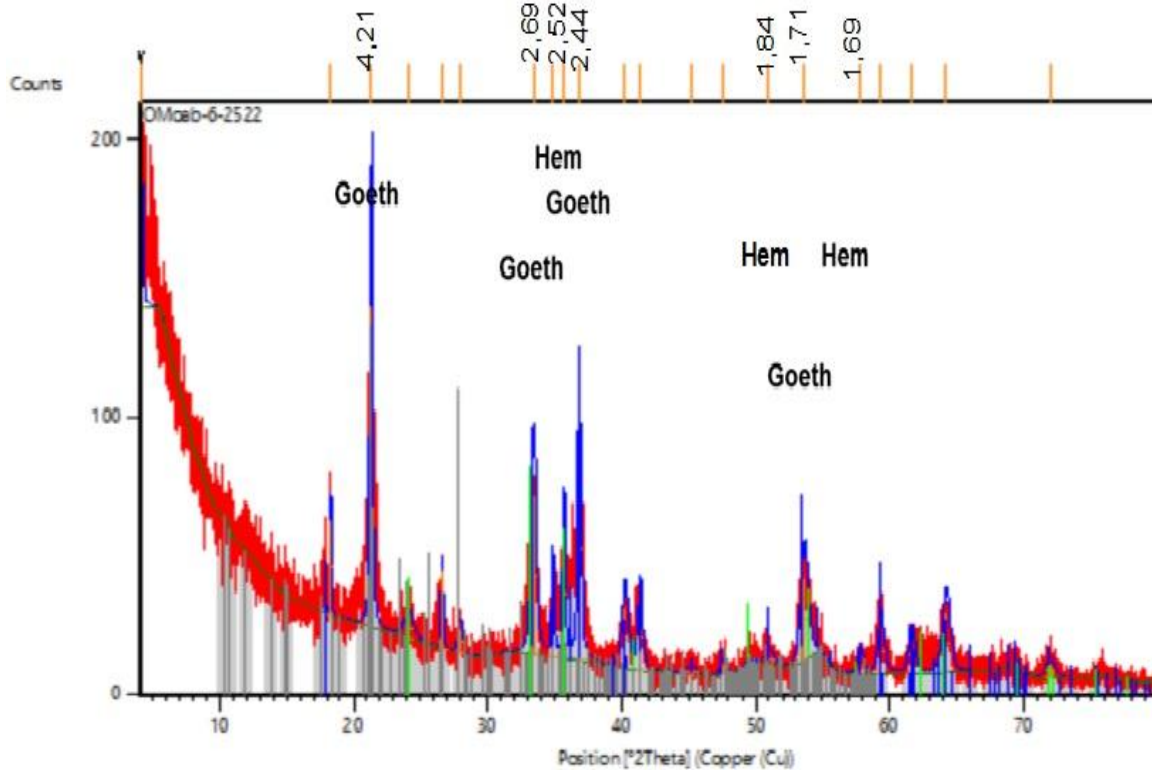 4,21
2,69
2,52
2,44
1,84
1,71
1,69
Counts
OMaeb-6-2522
200
Hem
Goeth
Goeth
Hem
Hem
Goeth
Goeth
100
0
10
20
30
40
50
60
70
Position [°2Theta] (Copper (Cu))